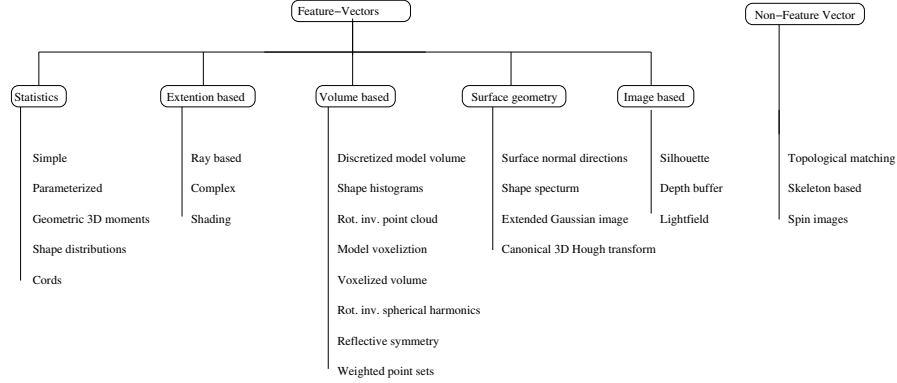 Feature-Vectors
Non-Feature Vector
Statistics
Extention based
Volume based
Surface geometry
Image based
Simple
Parameterized
Geometric 3D moments
Shape distributions
Cords
Ray based
Complex
Shading
Discretized model volume
Shape histograms
Rot. inv. point cloud
Model voxeliztion
Voxelized volume
Rot. inv. spherical harmonics
Reflective symmetry
Weighted point sets
Surface normal directions
Shape specturm
Extended Gaussian image
Canonical 3D Hough transform
Silhouette
Depth buffer
Lightfield
Topological matching
Skeleton based
Spin images